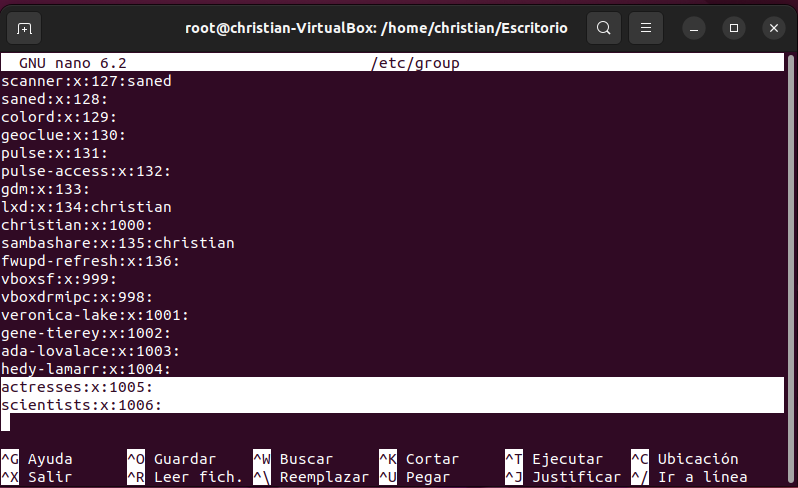 root@christian-VirtualBox: /home/christian/Escritorio
GNU nano 6.2 /etc/group
scanner:x:127:saned
saned:x:128:
colord:x:129:
geoclue:x:130:
pulse:x:131:
pulse-access:x:132:
gdm:x:133:
lxd:x:134:christian
christian:x:1000:
sambashare:x:135:christian
fwupd-refresh:x:136:
vboxsf:x:999:
vboxdrmipc:x:998:
veronica-lake:x:1001:
gene-tierey:x:1002:
ada-lovalace:x:1003:
hedy-lamarr:x:1004:
actresses:x:1005:
scientists:x:1006:
^G Ayuda ^O Guardar ^W Buscar ^K Cortar ^T Ejecutar ^C Ubicación
^X Salir ^R Leer fich. ^\ Reemplazar ^U Pegar ^J Justificar ^/ Ir a línea